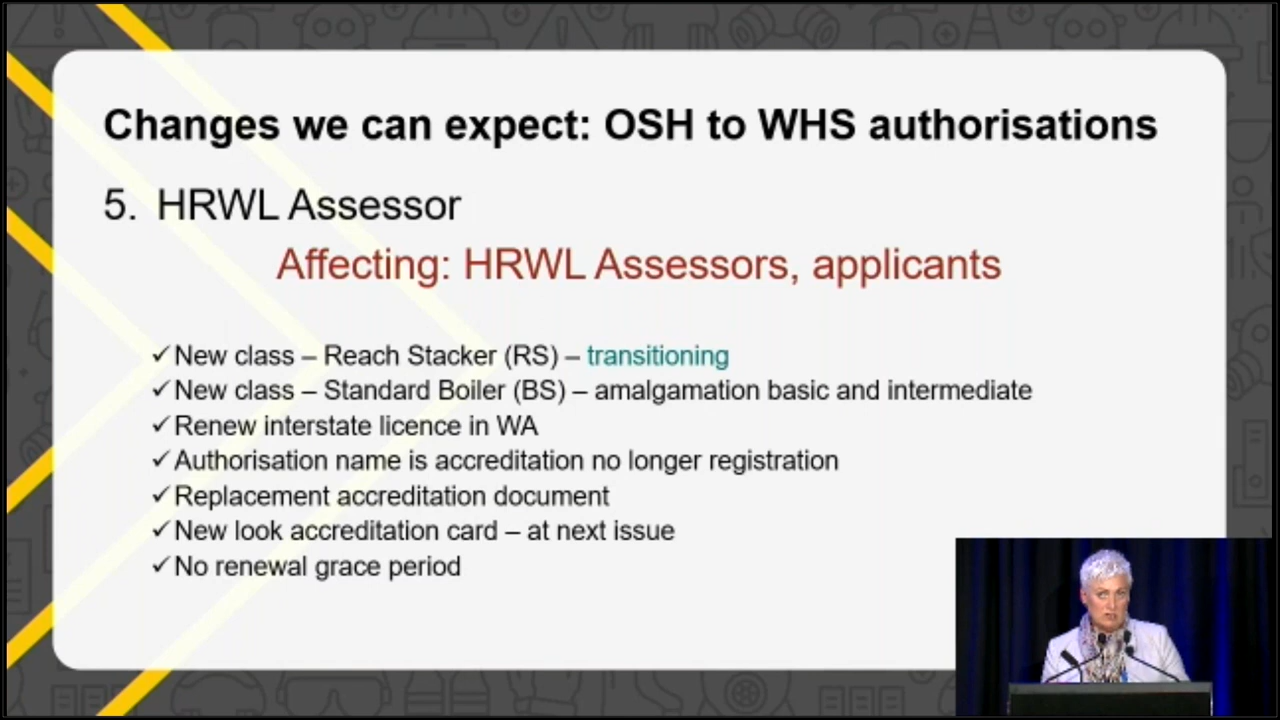 Changes we can expect: OSH to WHS authorisations
5. HRWL Assessor
Affecting: HRWL Assessors, applicants
✓ New class – Reach Stacker (RS) – transitioning
✓ New class – Standard Boiler (BS) – amalgamation basic and intermediate
✓ Renew interstate licence in WA
✓ Authorisation name is accreditation no longer registration
✓ Replacement accreditation document
✓ New look accreditation card – at next issue
✓ No renewal grace period